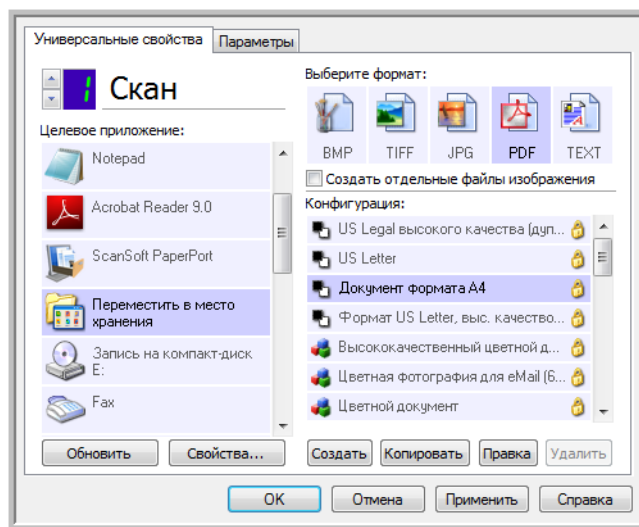 Универсальные свойства
Параметры
1
Скан
Целевое приложение:
Notepad
Acrobat Reader 9.0
ScanSoft PaperPort
Переместить в место
хранения
Запись на компакт-диск
E:
Fax
Обновить
Свойства...
Выберите формат:
BMP
TIFF
JPG
PDF
TEXT
Создать отдельные файлы изображения
Конфигурация:
US Legal высокого качества (дуп...
US Letter
Документ формата A4
Формат US Letter, выс. качество...
Высококачественный цветной д...
Цветная фотография для eMail (6...
Цветной документ
Создать
Копировать
Правка
Удалить
OK
Отмена
Применить
Справка